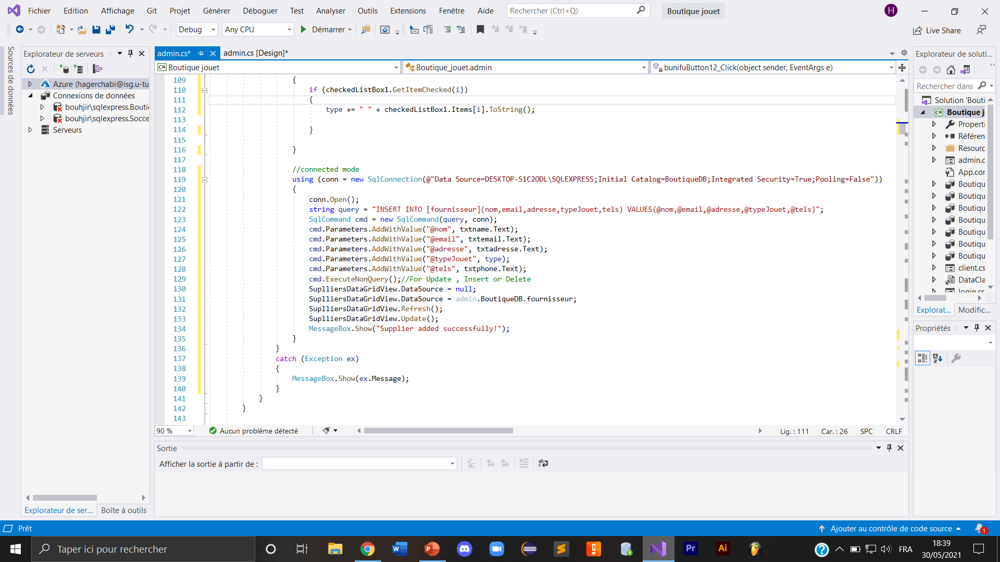 Fichier Edition Affichage Git Projet Générer Déboguer Test Analyser Outils Extensions Fenêtre Aide Rechercher (Ctrl+Q) Boutique jouet H
Debug Any CPU Démarrer Live Share
Sources de données
Explorateur de serveurs
Azure (hagerchabi@isg.u-tu
Connexions de données
bouhjir\sqlexpress.Bouti
bouhjir\sqlexpress.Socce
Serveurs
Explorateur de ser... Boîte à outils
admin.cs* admin.cs [Design]*
C# Boutique jouet Boutique_jouet.admin bunifuButton12_Click(object sender, EventArgs e)
109 {
110 if (checkedListBox1.GetItemChecked(i))
111 {
112 type += " " + checkedListBox1.Items[i].ToString();
113
114 }
115
116 }
117
118 //connected mode
119 using (conn = new SqlConnection(@"Data Source=DESKTOP-S1C2ODL\SQLEXPRESS;Initial Catalog=BoutiqueDB;Integrated Security=True;Pooling=False"))
120 {
121 conn.Open();
122 string query = "INSERT INTO [fournisseur](nom,email,adresse,typeJouet,tels) VALUES(@nom,@email,@adresse,@typeJouet,@tels)";
123 SqlCommand cmd = new SqlCommand(query, conn);
124 cmd.Parameters.AddWithValue("@nom", txtname.Text);
125 cmd.Parameters.AddWithValue("@email", txtemail.Text);
126 cmd.Parameters.AddWithValue("@adresse", txtadresse.Text);
127 cmd.Parameters.AddWithValue("@typeJouet", type);
128 cmd.Parameters.AddWithValue("@tels", txtphone.Text);
129 cmd.ExecuteNonQuery();//For Update , Insert or Delete
130 SuplliersDataGridView.DataSource = null;
131 SuplliersDataGridView.DataSource = admin.BoutiqueDB.fournisseur;
132 SuplliersDataGridView.Refresh();
133 SuplliersDataGridView.Update();
134 MessageBox.Show("Supplier added successfully!");
135 }
136 }
137 catch (Exception ex)
138 {
139 MessageBox.Show(ex.Message);
140 }
141 }
142 }
143
90 % Aucun problème détecté Lig. : 111 Car. : 26 SPC CRLF
Sortie
Afficher la sortie à partir de :
Explorateur de soluti...
Rechercher dans
Solution 'Bouti
C# Boutique j
Properti
Référen
Resourc
admin.c
App.cor
Boutiqu
Boutiqu
Boutiqu
Boutiqu
Boutiqu
Boutiqu
Boutiqu
client.cs
DataCla
login.cs
Explorat... Modific...
Propriétés
Prêt Ajouter au contrôle de code source 1
Taper ici pour rechercher FRA 18:39
30/05/2021